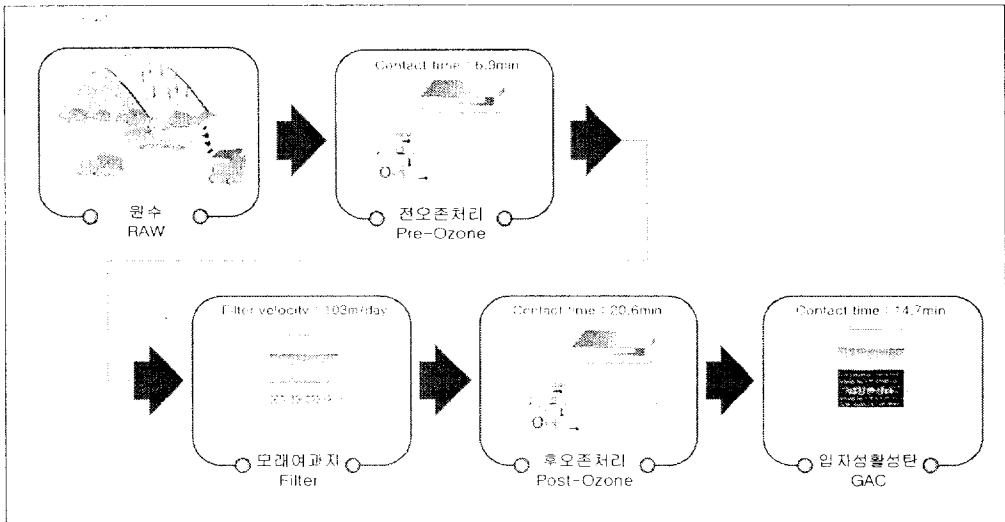 Contact time : 6.9min
원수
RAW
전오존처리
Pre-Ozone
Filter velocity : 103m/day
Contact time : 20.6min
Contact time : 14.7min
모래여과지
Filter
후오존처리
Post-Ozone
입자성활성탄
GAC